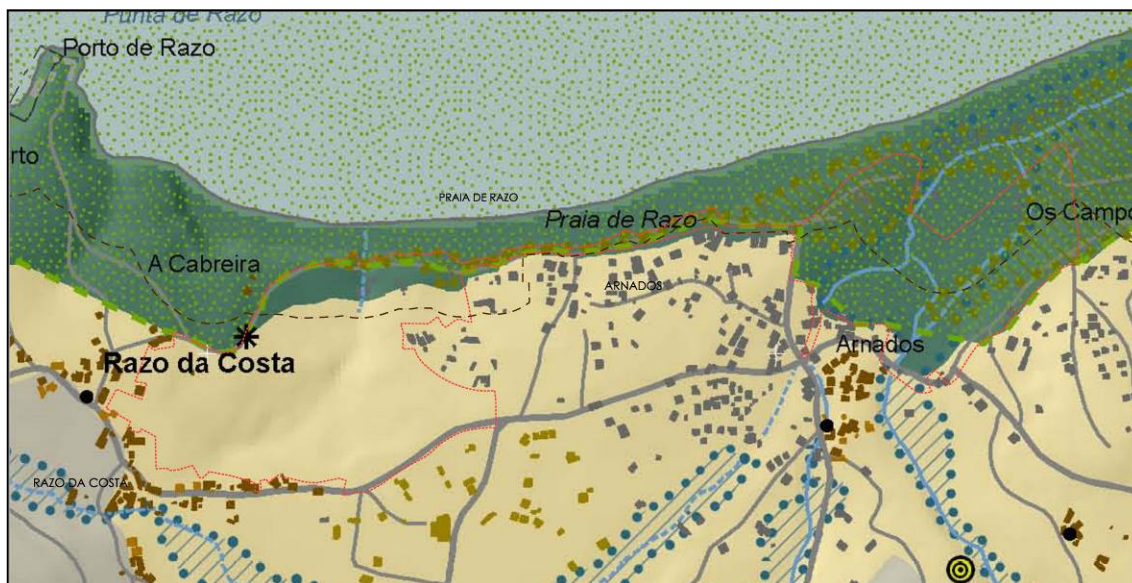 Punta de Razo
Porto de Razo
rto
PRAIA DE RAZO
Praia de Razo
Os Campo
A Cabreira
ARNADOS
Arnados
Razo da Costa
RAZO DA COSTA